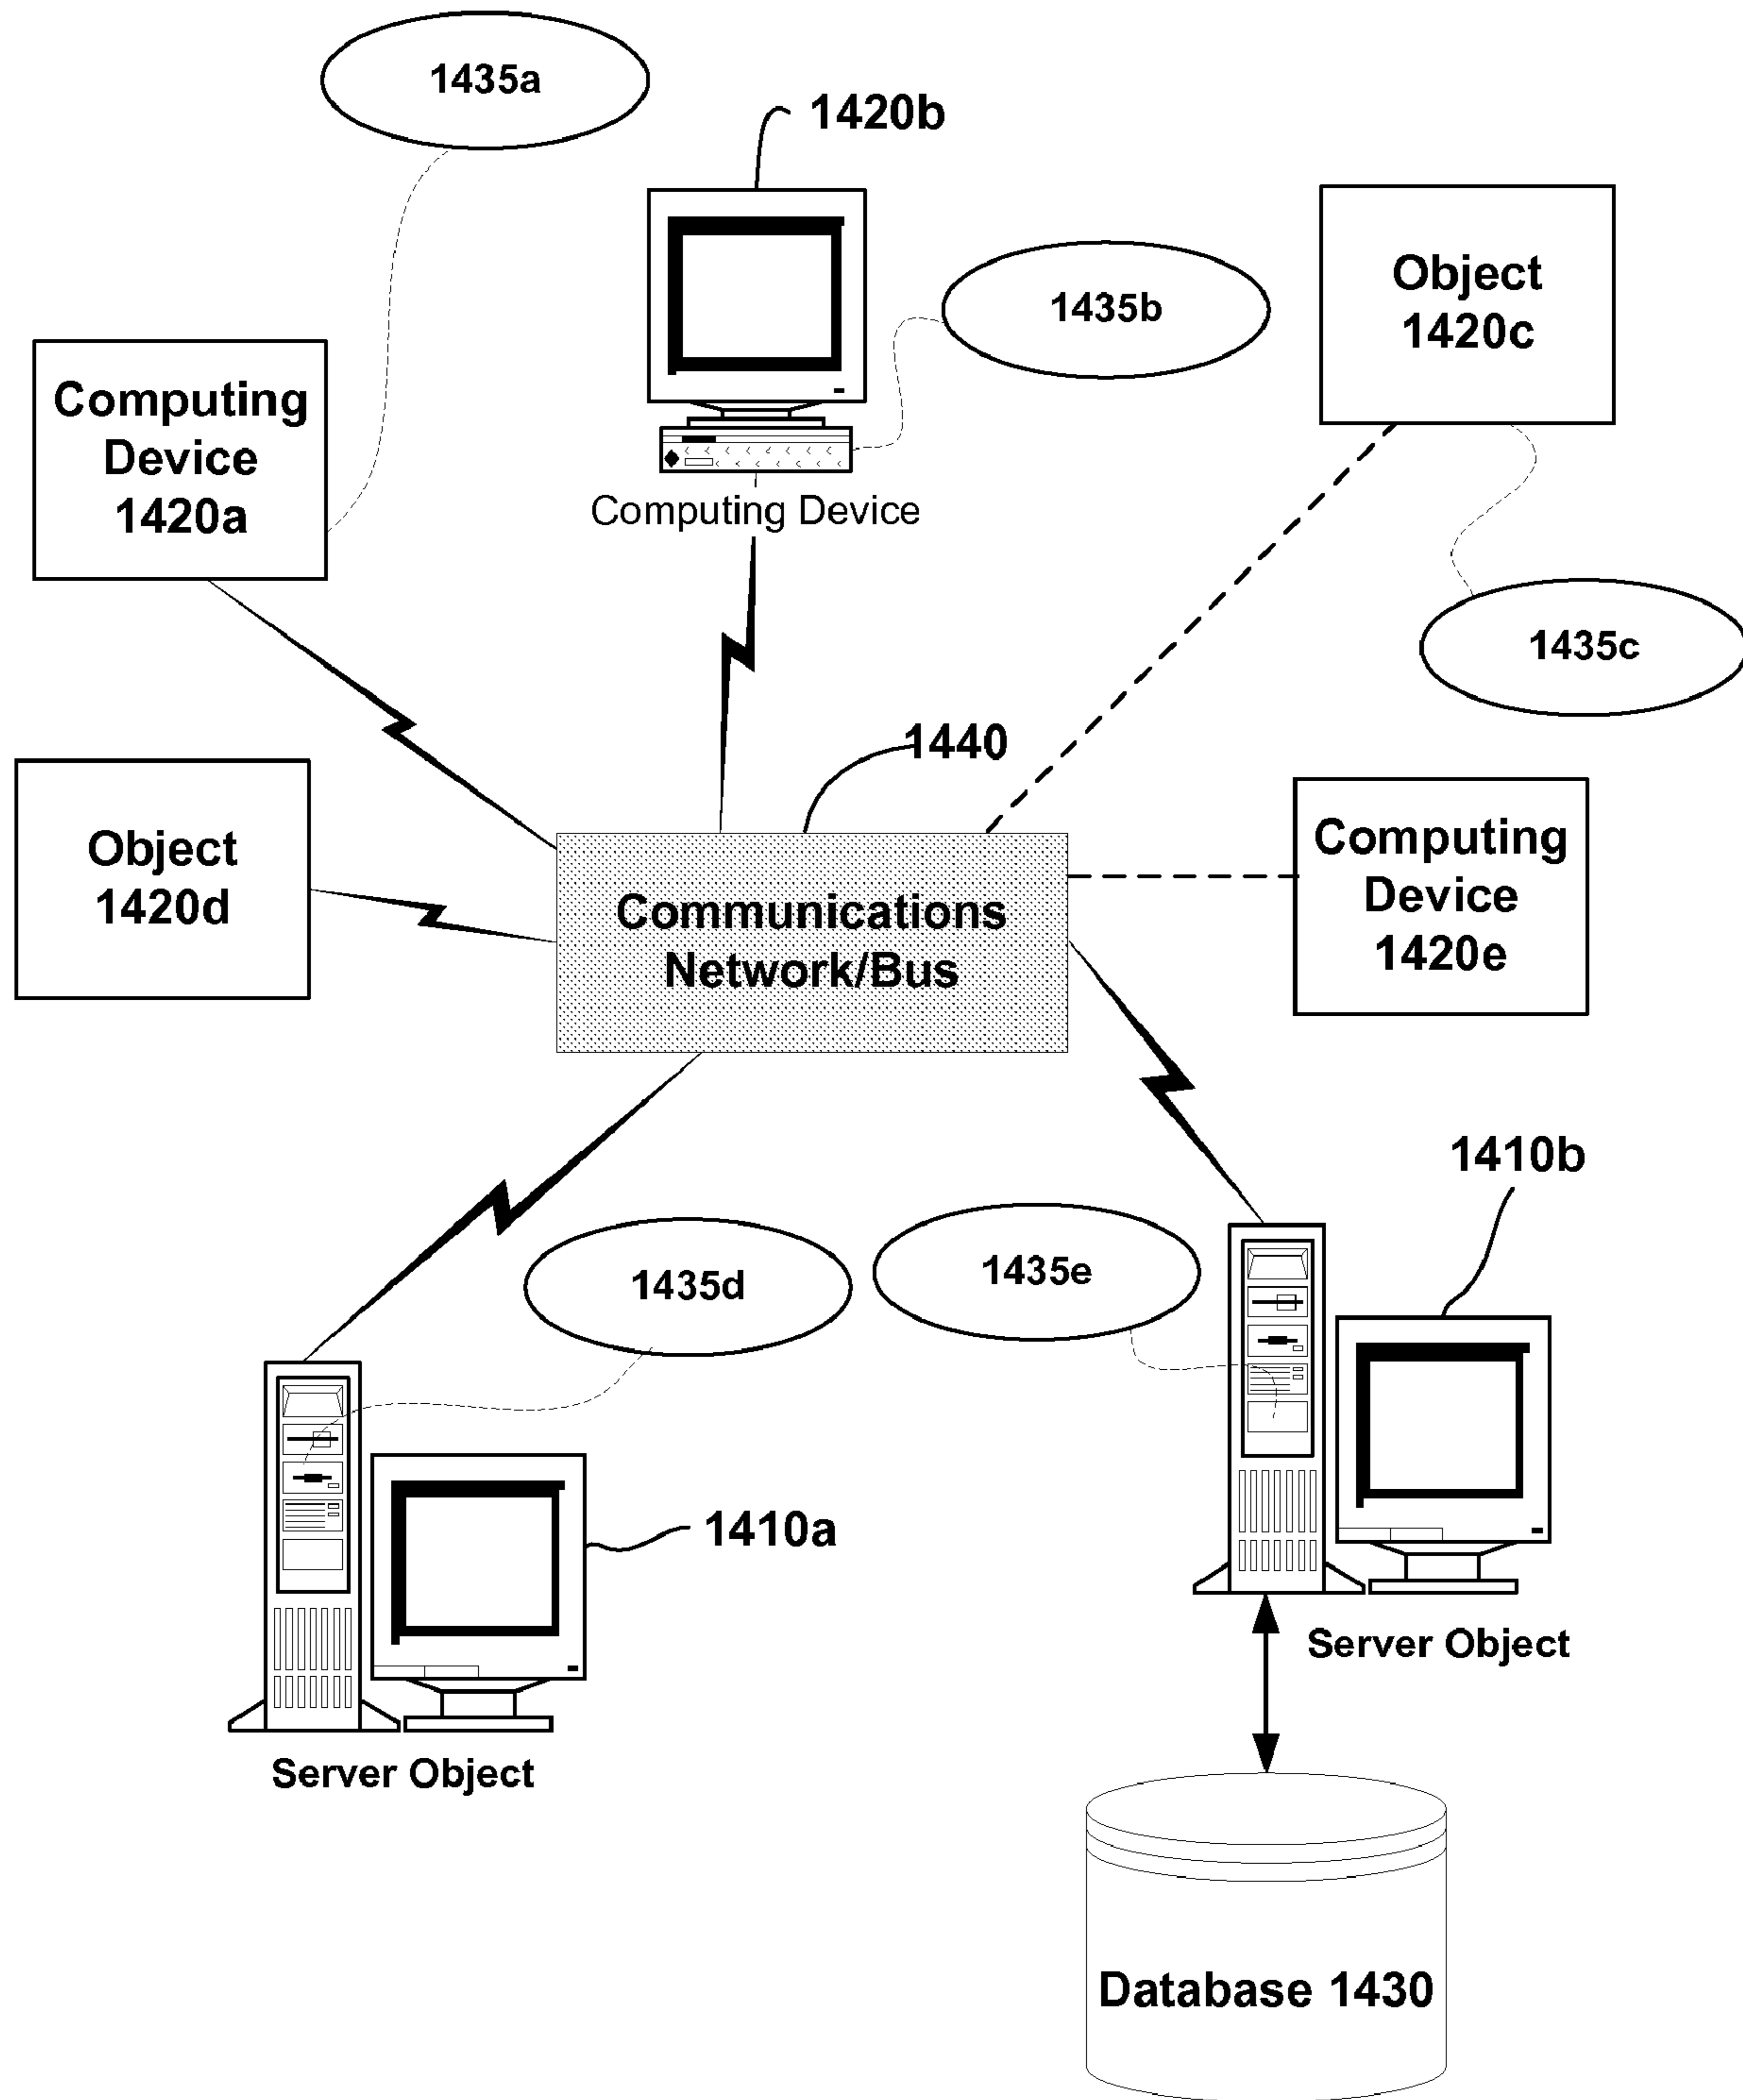 1435a
1420b
Object
1420c
1435b
Computing
Device
1420a
Computing Device
1435c
1440
Object
1420d
Communications
Network/Bus
Computing
Device
1420e
1410b
1435d
1435e
1410a
Server Object
Server Object
Database 1430